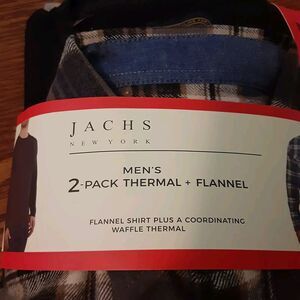 JACHS
NEW YORK
MEN'S
2-PACK THERMAL + FLANNEL
FLANNEL SHIRT PLUS A COORDINATING
WAFFLE THERMAL